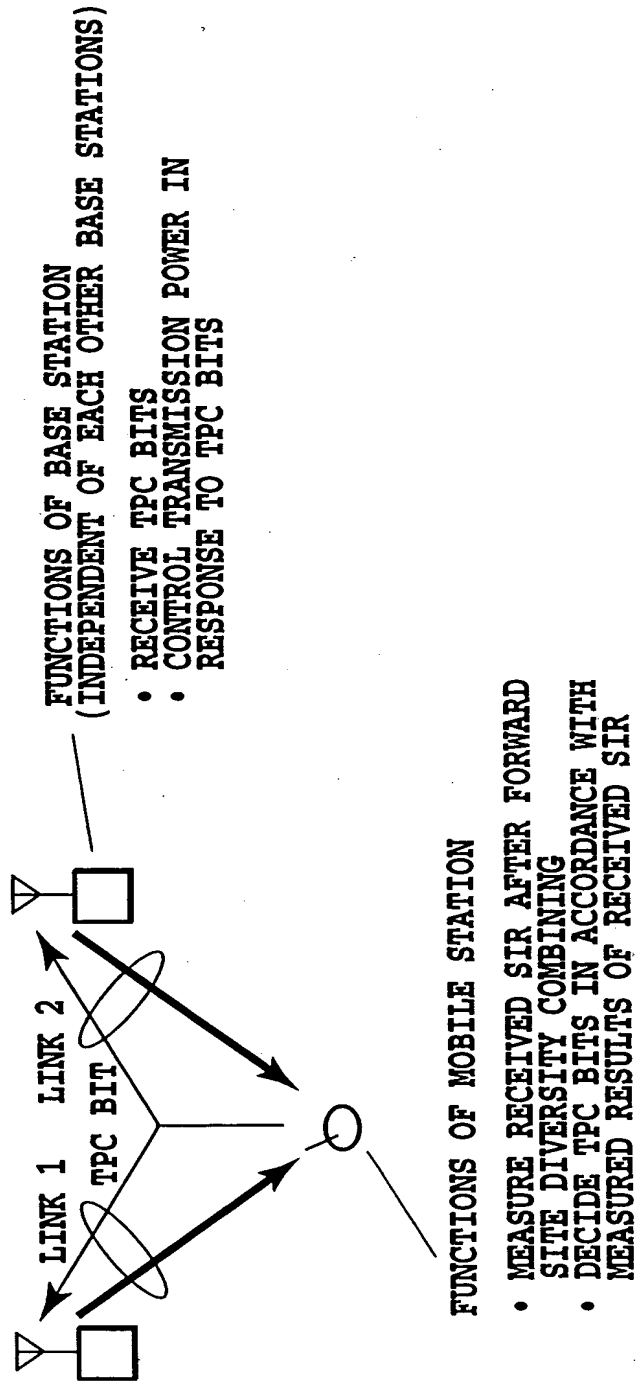 LINK 1
LINK 2
TPC BIT
FUNCTIONS OF BASE STATION
(INDEPENDENT OF EACH OTHER BASE STATIONS)
• RECEIVE TPC BITS
• CONTROL TRANSMISSION POWER IN
RESPONSE TO TPC BITS
FUNCTIONS OF MOBILE STATION
• MEASURE RECEIVED SIR AFTER FORWARD
SITE DIVERSITY COMBINING
• DECIDE TPC BITS IN ACCORDANCE WITH
MEASURED RESULTS OF RECEIVED SIR